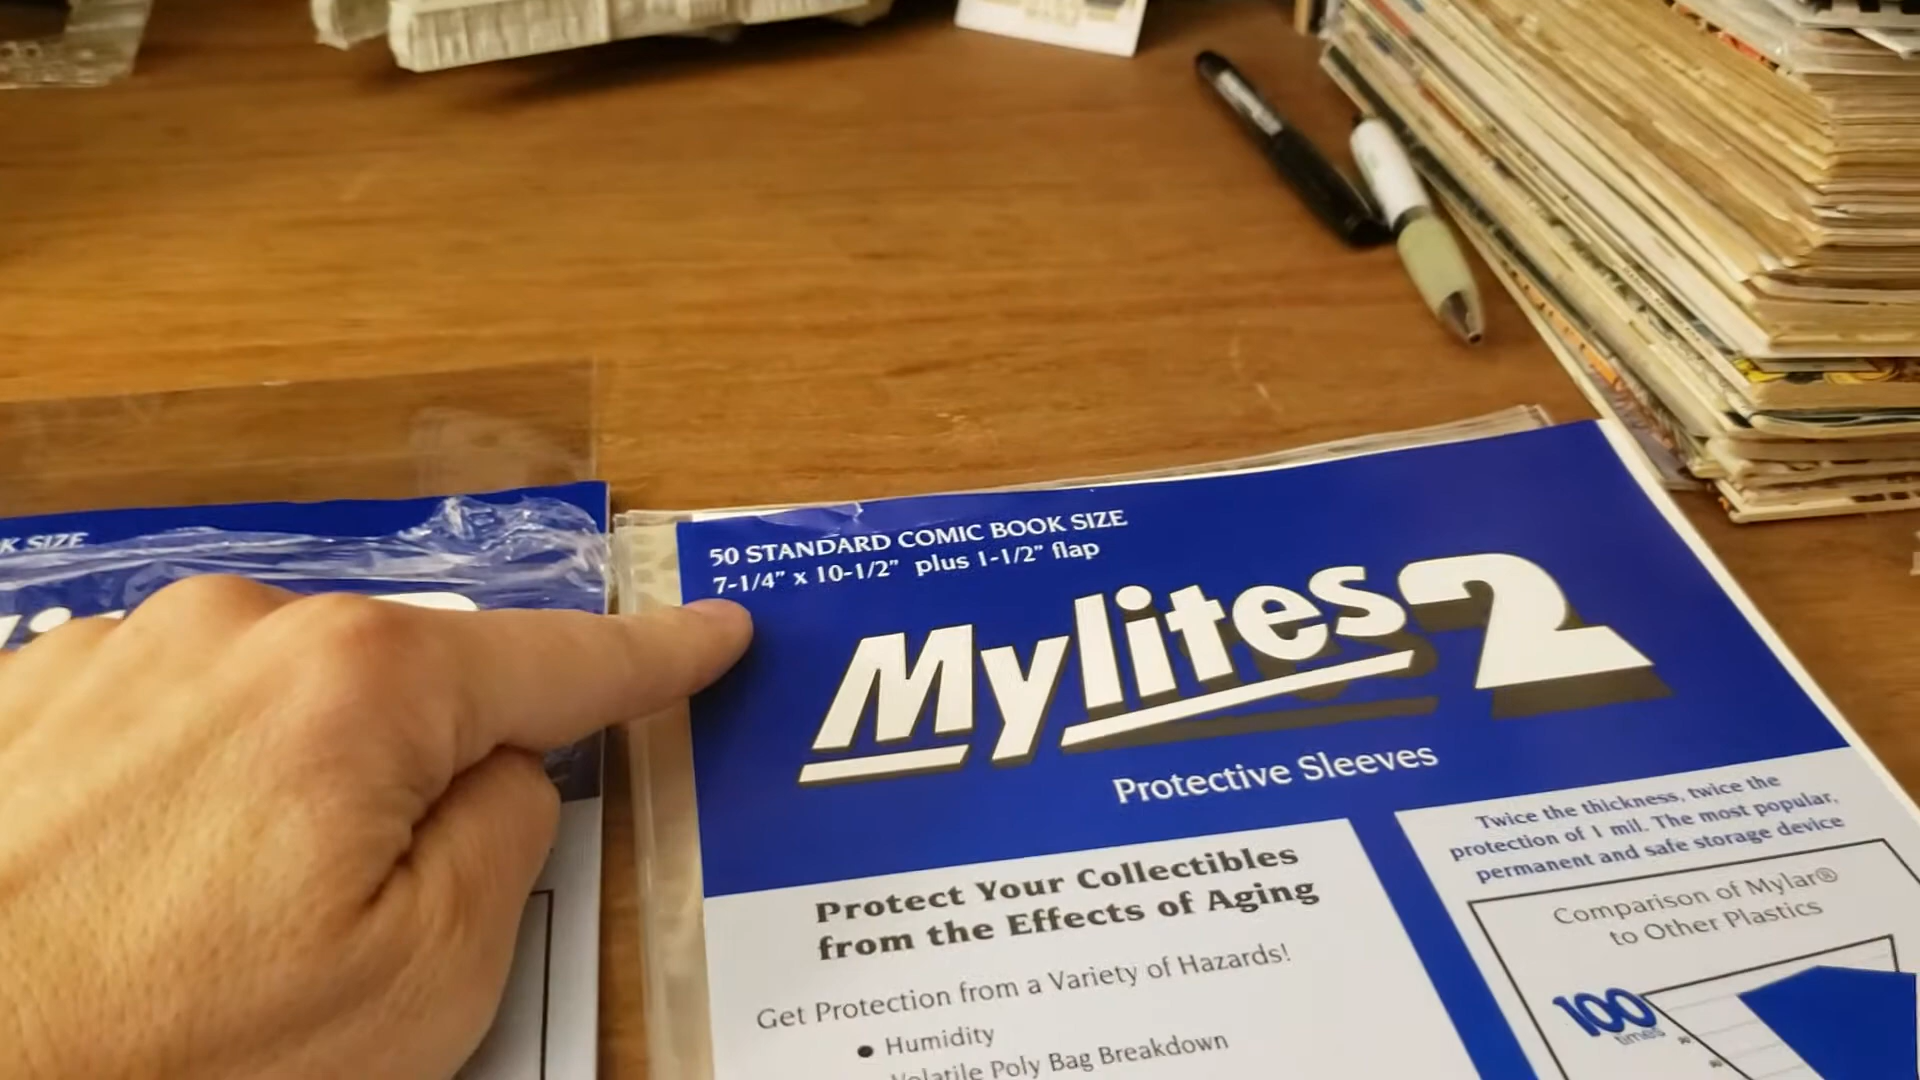 K SIZE
50 STANDARD COMIC BOOK SIZE
7-1/4" x 10-1/2" plus 1-1/2" flap
Mylites 2
Protective Sleeves
Protect Your Collectibles
from the Effects of Aging
Get Protection from a Variety of Hazards!
● Humidity
Volatile Poly Bag Breakdown
Twice the thickness, twice the
protection of 1 mil. The most popular,
permanent and safe storage device
Comparison of Mylar®
to Other Plastics
100
times